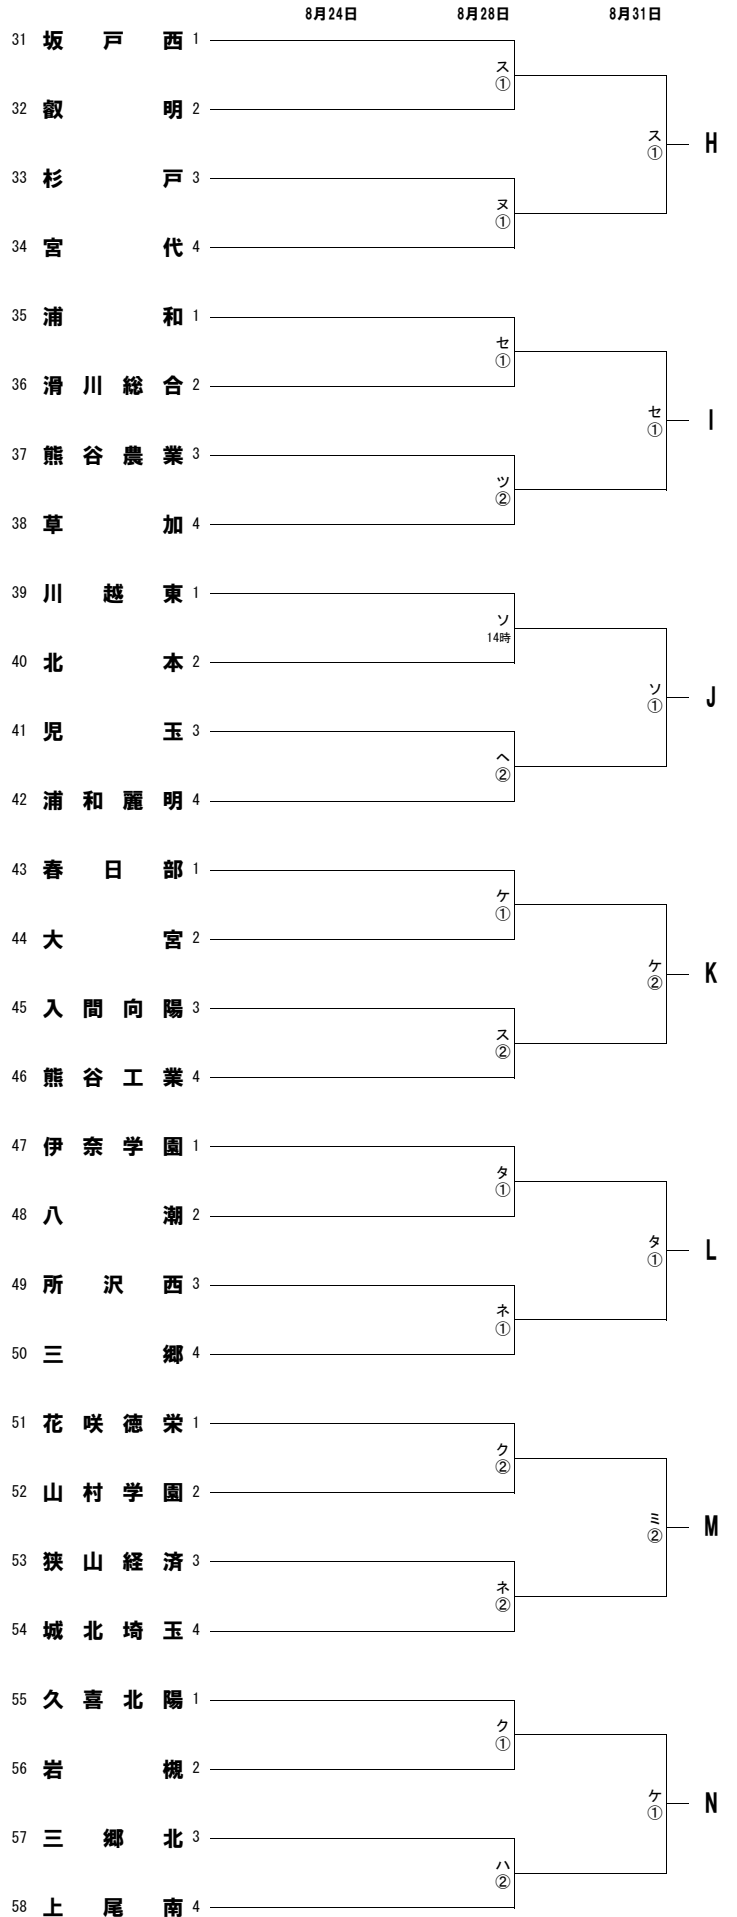 8月24日 8月28日 8月31日
31 坂戸西 1
ス
①
32 叡明 2
ス
① H
33 杉戸 3
ヌ
①
34 宮代 4
35 浦和 1
セ
①
36 滑川総合 2
セ
① I
37 熊谷農業 3
ツ
②
38 草加 4
39 川越東 1
ソ
14時
40 北本 2
ソ
① J
41 児玉 3
ヘ
②
42 浦和麗明 4
43 春日部 1
ケ
①
44 大宮 2
ケ
② K
45 入間向陽 3
ス
②
46 熊谷工業 4
47 伊奈学園 1
タ
①
48 八潮 2
タ
① L
49 所沢西 3
ネ
①
50 三郷 4
51 花咲徳栄 1
ク
②
52 山村学園 2
ミ
② M
53 狭山経済 3
ネ
②
54 城北埼玉 4
55 久喜北陽 1
ク
①
56 岩槻 2
ケ
① N
57 三郷北 3
ハ
②
58 上尾南 4